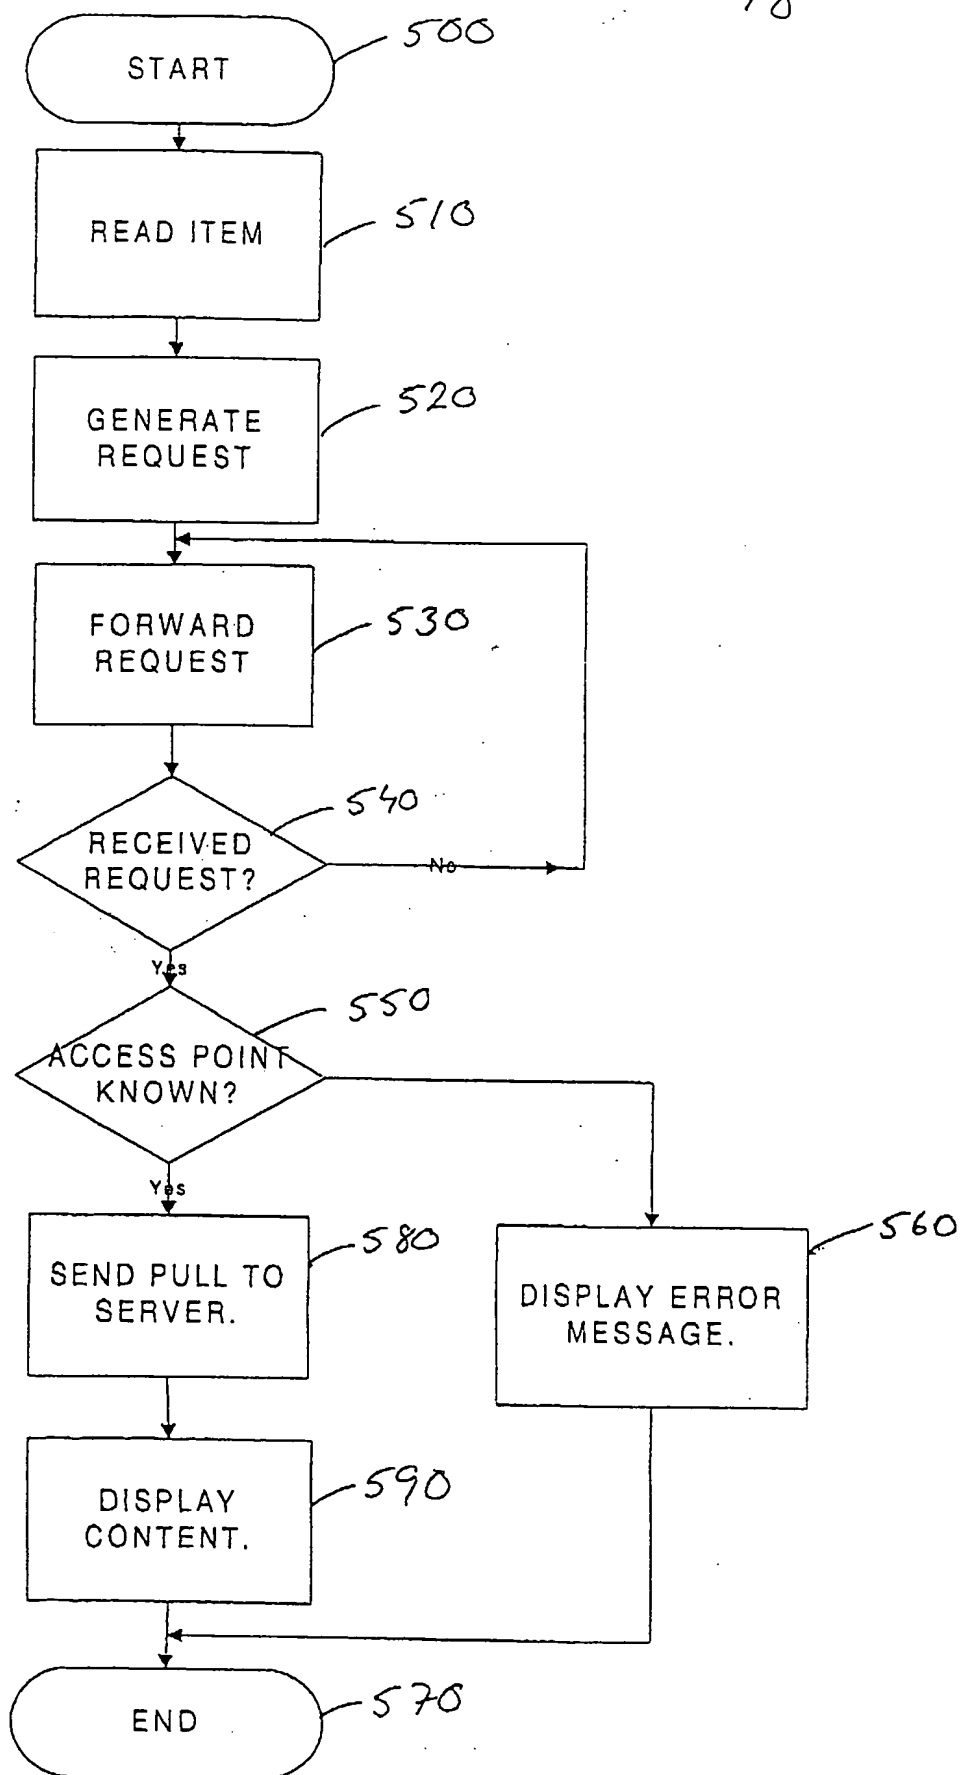 500
START
510
READ ITEM
520
GENERATE
REQUEST
530
FORWARD
REQUEST
540
RECEIVED
REQUEST?
No
Yes
550
ACCESS POINT
KNOWN?
Yes
580
SEND PULL TO
SERVER.
560
DISPLAY ERROR
MESSAGE.
590
DISPLAY
CONTENT.
570
END